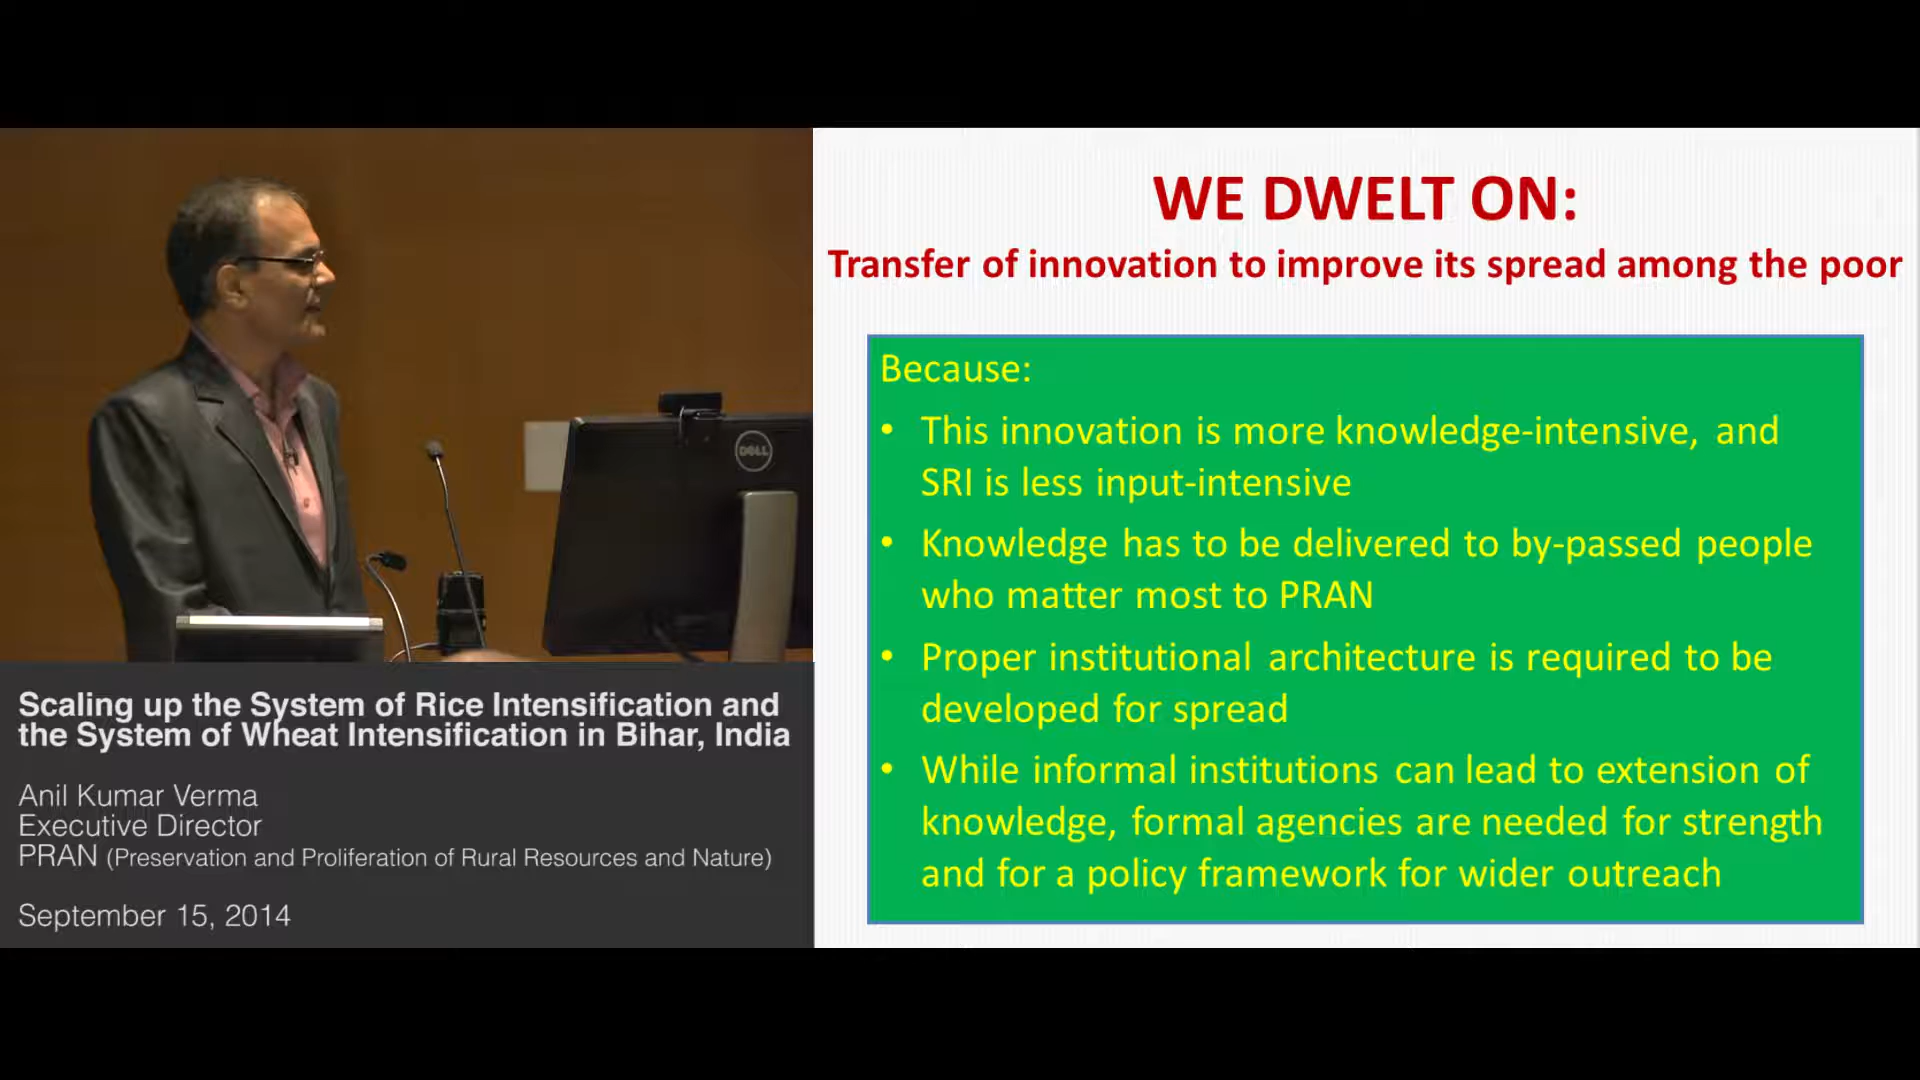 WE DWELT ON:
Transfer of innovation to improve its spread among the poor
Because:
• This innovation is more knowledge-intensive, and
SRI is less input-intensive
• Knowledge has to be delivered to by-passed people
who matter most to PRAN
• Proper institutional architecture is required to be
developed for spread
• While informal institutions can lead to extension of
knowledge, formal agencies are needed for strength
and for a policy framework for wider outreach
DELL
Scaling up the System of Rice Intensification and
the System of Wheat Intensification in Bihar, India
Anil Kumar Verma
Executive Director
PRAN (Preservation and Proliferation of Rural Resources and Nature)
September 15, 2014